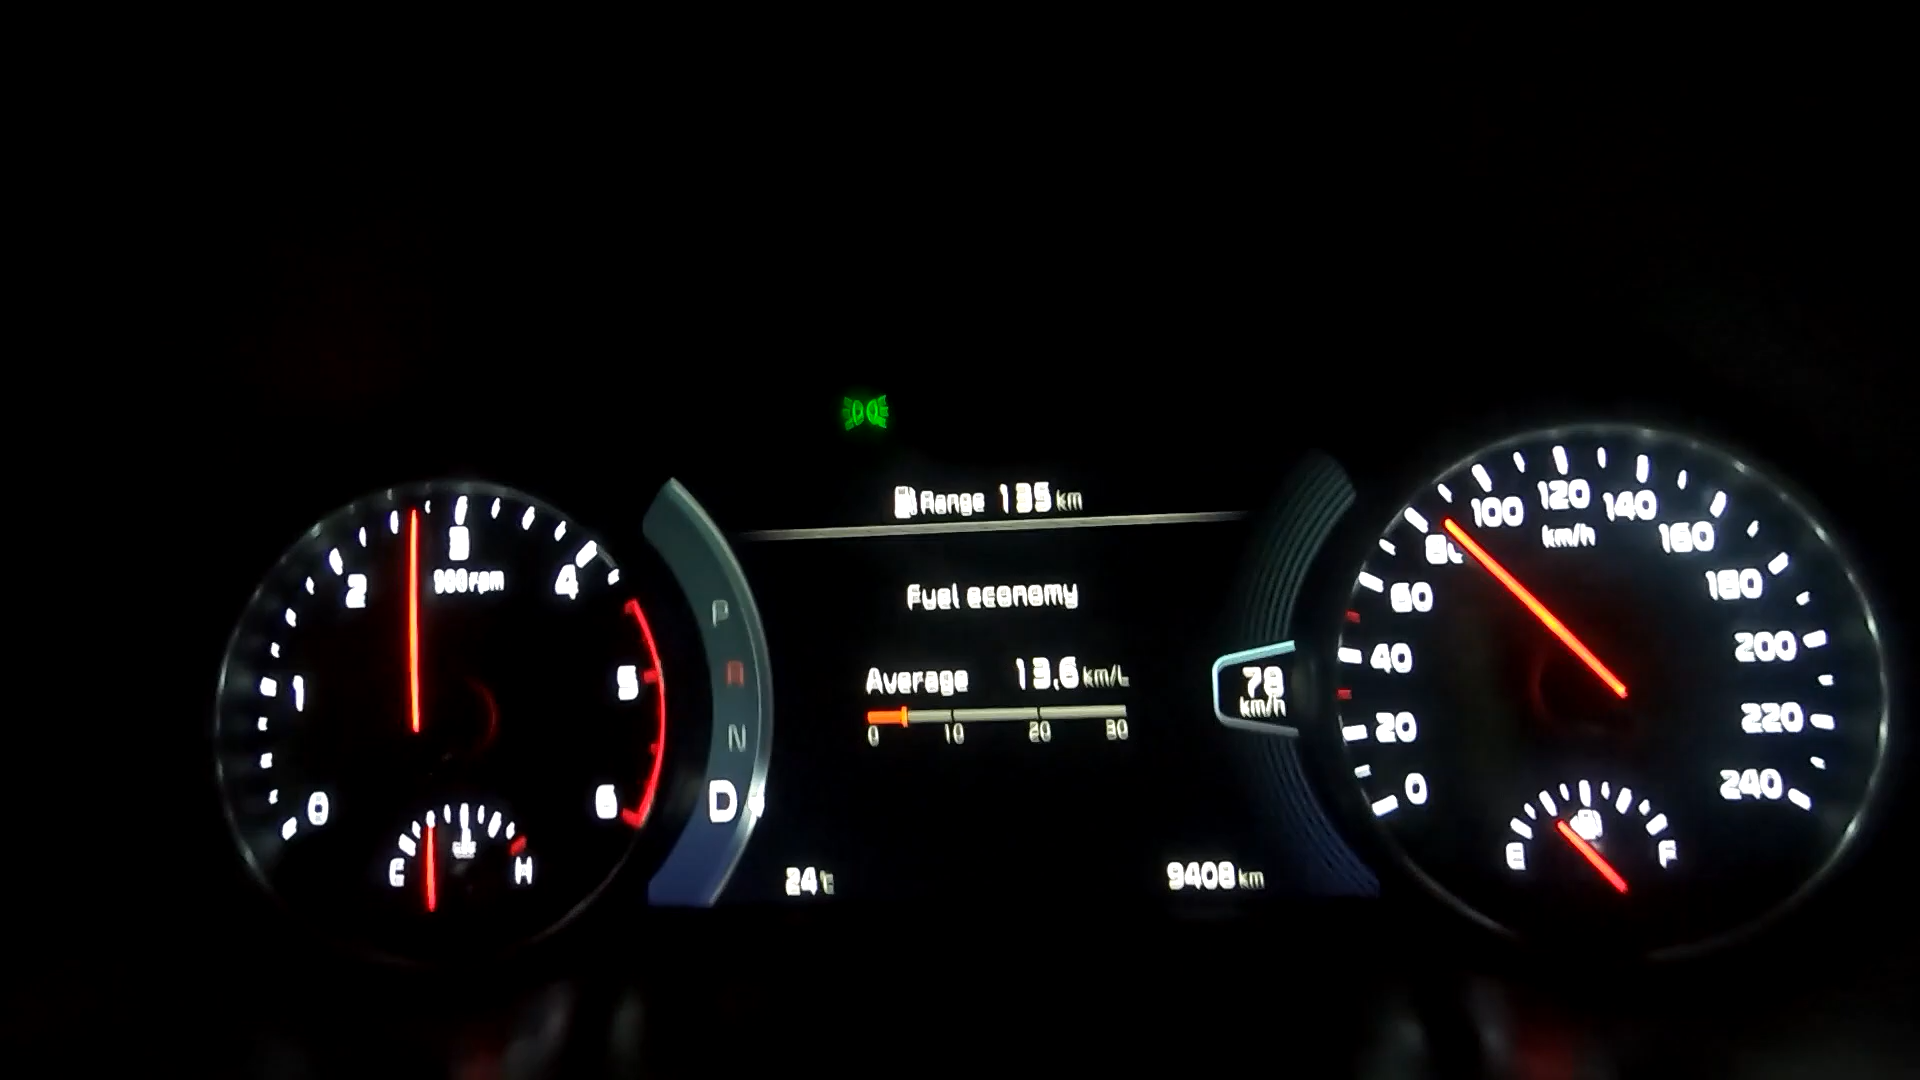 Range 135 km
Fuel economy
Average 13.6 km/L
0 10 20 30
24℃
9408 km
78
km/h
P
R
N
D
0 1 2 3 4 5 6
H
0 20 40 60 100 120 140 160 180 200 220 240
km/h
E F